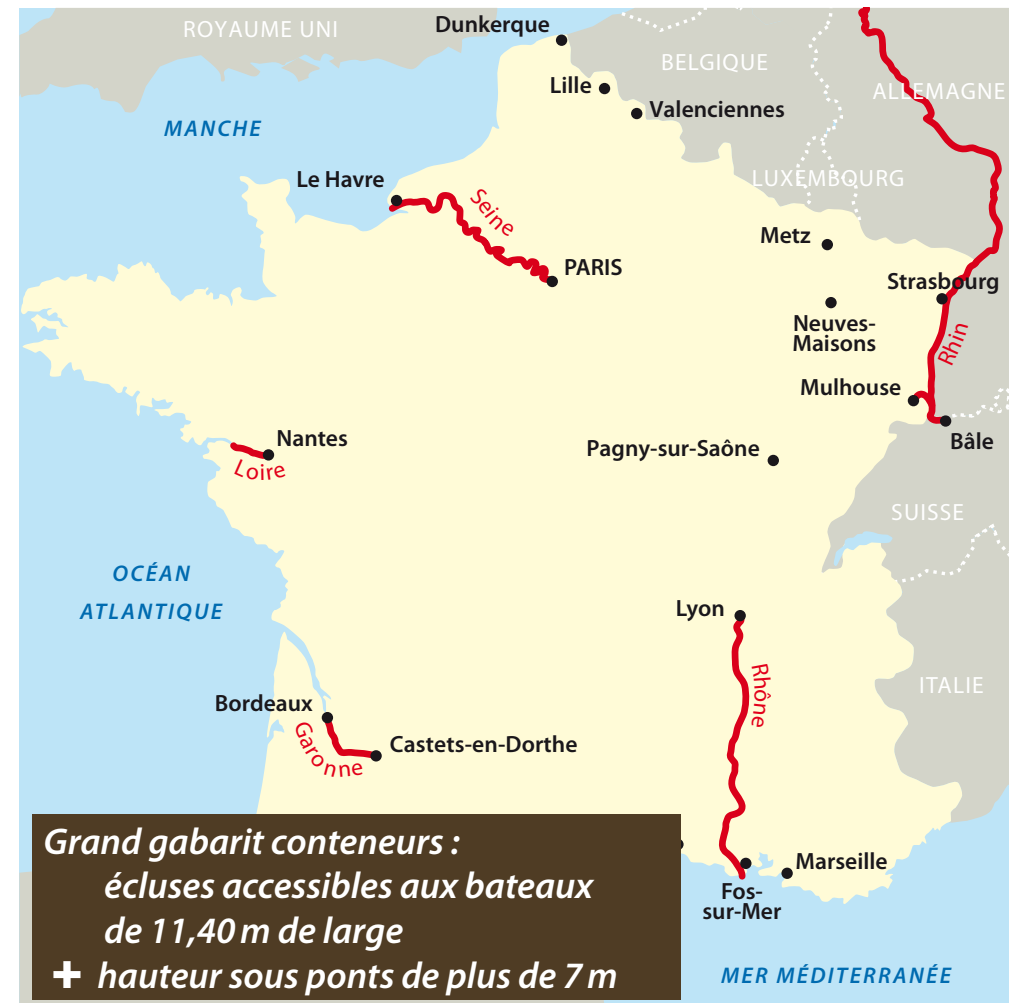 ROYAUME UNI
Dunkerque
BELGIQUE
Lille
ALLEMAGNE
Valenciennes
MANCHE
LUXEMBOURG
Le Havre
Seine
Metz
PARIS
Strasbourg
Neuves-
Maisons
Rhin
Mulhouse
Nantes
Bâle
Pagny-sur-Saône
Loire
SUISSE
OCÉAN
ATLANTIQUE
Lyon
Rhône
ITALIE
Bordeaux
Garonne
Castets-en-Dorthe
Grand gabarit conteneurs :
écluses accessibles aux bateaux
de 11,40 m de large
+ hauteur sous ponts de plus de 7 m
Marseille
Fos-
sur-Mer
MER MÉDITERRANÉE